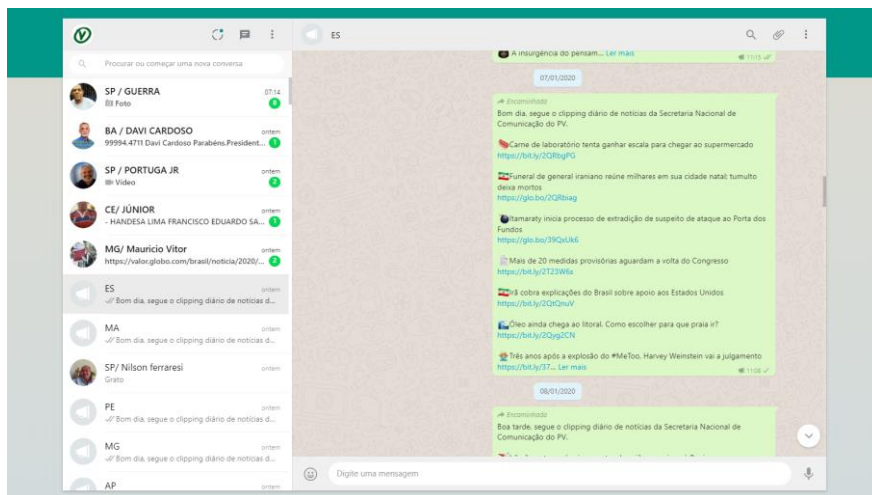 Procurar ou começar uma nova conversa
SP / GUERRA
07:14
Foto
8
BA / DAVI CARDOSO
ontem
99994.4711 Davi Cardoso Parabéns.President...
1
SP / PORTUGA JR
ontem
Vídeo
2
CE/ JÚNIOR
ontem
- HANDESA LIMA FRANCISCO EDUARDO SA...
1
MG/ Mauricio Vitor
ontem
https://valor.globo.com/brasil/noticia/2020/...
2
ES
ontem
Bom dia, segue o clipping diário de notícias d...
MA
ontem
Bom dia, segue o clipping diário de notícias d...
SP/ Nilson ferraresi
ontem
Grato
PE
ontem
Bom dia, segue o clipping diário de notícias d...
MG
ontem
Bom dia, segue o clipping diário de notícias d...
AP
ontem
ES
A insurgência do pensam... Ler mais
11:15
07/01/2020
Encaminhada
Bom dia, segue o clipping diário de notícias da Secretaria Nacional de
Comunicação do PV.
Carne de laboratório tenta ganhar escala para chegar ao supermercado
https://bit.ly/2QRbgPG
Funeral de general iraniano reúne milhares em sua cidade natal; tumulto
deixa mortos
https://glo.bo/2QRbiag
Itamaraty inicia processo de extradição de suspeito de ataque ao Porta dos
Fundos
https://glo.bo/39QxUk6
Mais de 20 medidas provisórias aguardam a volta do Congresso
https://bit.ly/2T23W6a
Irã cobra explicações do Brasil sobre apoio aos Estados Unidos
https://bit.ly/2QtQnuV
Óleo ainda chega ao litoral. Como escolher para que praia ir?
https://bit.ly/2Qyg2CN
Três anos após a explosão do #MeToo, Harvey Weinstein vai a julgamento
https://bit.ly/37... Ler mais
11:08
08/01/2020
Encaminhada
Boa tarde, segue o clipping diário de notícias da Secretaria Nacional de
Comunicação do PV.
Digite uma mensagem